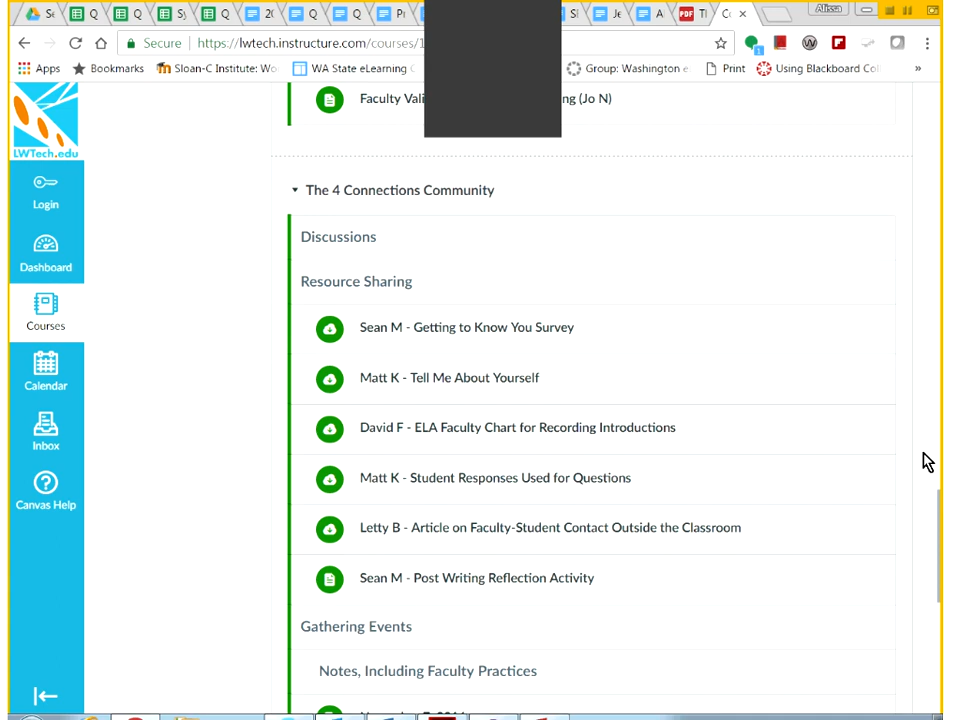 Q
Q
Q
Q
Alissa
Secure | https://lwtech.instructure.com/courses/1
Apps Bookmarks Sloan-C Institute: Wo WA State eLearning Group: Washington e Print Using Blackboard Col »
Faculty Vali ng (Jo N)
LWTech.edu
Login
Dashboard
Courses
Calendar
Inbox
Canvas Help
The 4 Connections Community
Discussions
Resource Sharing
Sean M - Getting to Know You Survey
Matt K - Tell Me About Yourself
David F - ELA Faculty Chart for Recording Introductions
Matt K - Student Responses Used for Questions
Letty B - Article on Faculty-Student Contact Outside the Classroom
Sean M - Post Writing Reflection Activity
Gathering Events
Notes, Including Faculty Practices